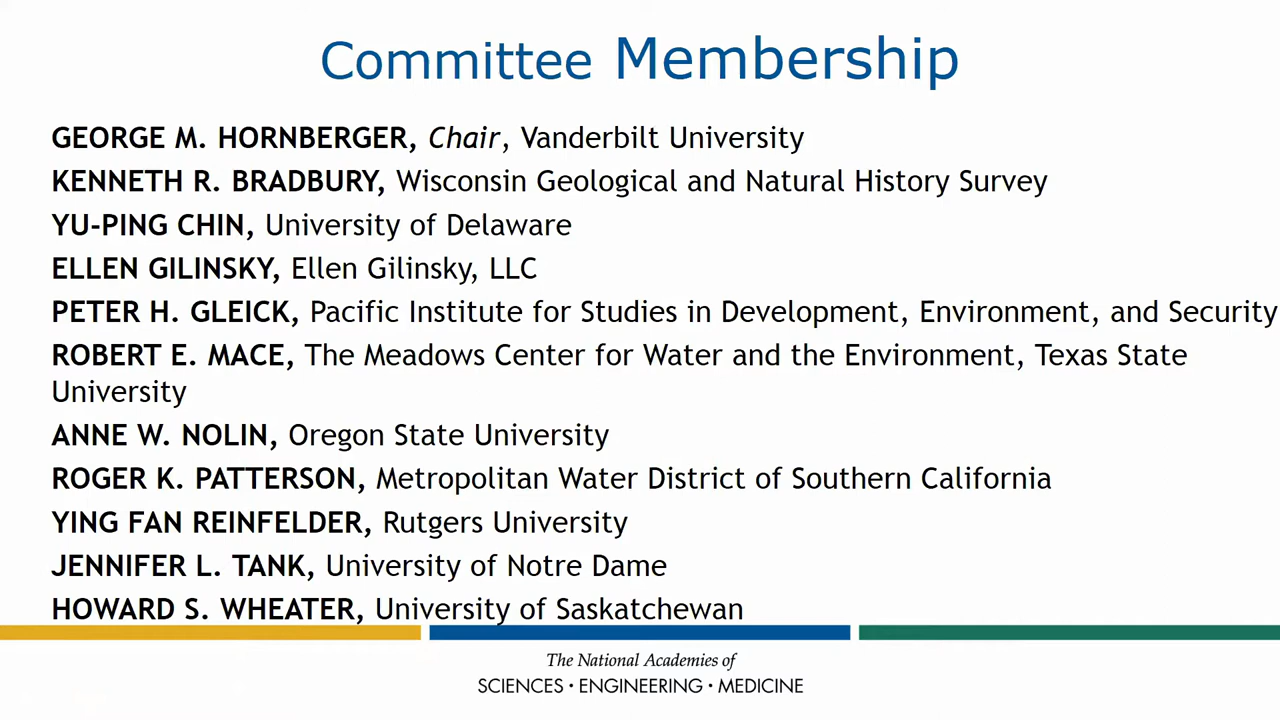 Committee Membership
GEORGE M. HORNBERGER, Chair, Vanderbilt University
KENNETH R. BRADBURY, Wisconsin Geological and Natural History Survey
YU-PING CHIN, University of Delaware
ELLEN GILINSKY, Ellen Gilinsky, LLC
PETER H. GLEICK, Pacific Institute for Studies in Development, Environment, and Security
ROBERT E. MACE, The Meadows Center for Water and the Environment, Texas State
University
ANNE W. NOLIN, Oregon State University
ROGER K. PATTERSON, Metropolitan Water District of Southern California
YING FAN REINFELDER, Rutgers University
JENNIFER L. TANK, University of Notre Dame
HOWARD S. WHEATER, University of Saskatchewan
The National Academies of
SCIENCES · ENGINEERING · MEDICINE